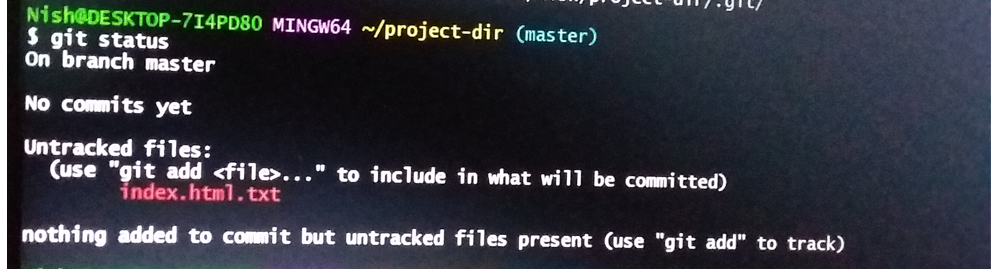 Nish@DESKTOP-7I4PD80 MINGW64 ~/project-dir (master)
$ git status
On branch master
No commits yet
Untracked files:
(use "git add <file>..." to include in what will be committed)
index.html.txt
nothing added to commit but untracked files present (use "git add" to track)